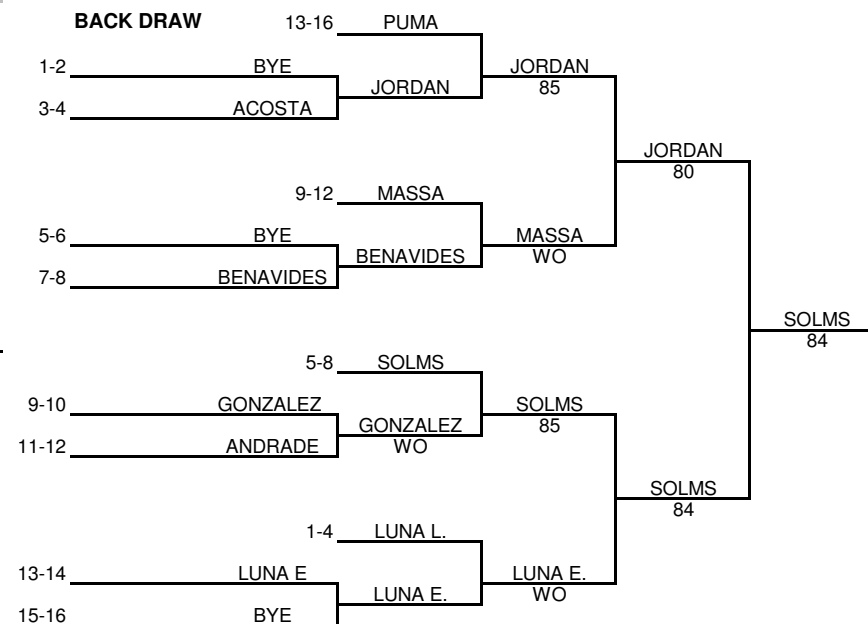 BACK DRAW
13-16 PUMA
1-2 BYE JORDAN
JORDAN 85
3-4 ACOSTA
JORDAN
80
9-12 MASSA
5-6 BYE MASSA
BENAVIDES WO
7-8 BENAVIDES
SOLMS
84
5-8 SOLMS
9-10 GONZALEZ SOLMS
GONZALEZ 85
11-12 ANDRADE WO
SOLMS
84
1-4 LUNA L.
13-14 LUNA E LUNA E.
LUNA E. WO
15-16 BYE